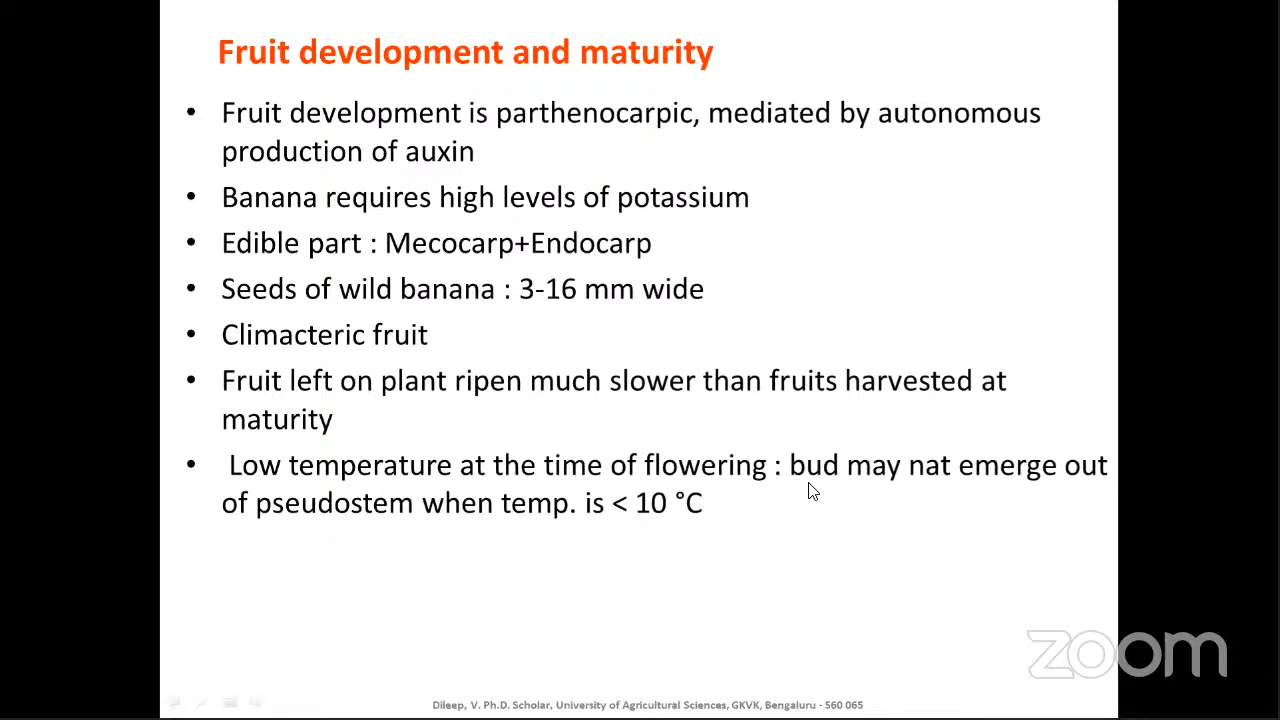 Fruit development and maturity
• Fruit development is parthenocarpic, mediated by autonomous
production of auxin
• Banana requires high levels of potassium
• Edible part : Mecocarp+Endocarp
• Seeds of wild banana : 3-16 mm wide
• Climacteric fruit
• Fruit left on plant ripen much slower than fruits harvested at
maturity
• Low temperature at the time of flowering : bud may nat emerge out
of pseudostem when temp. is < 10 °C
zoom
Dileep, V. Ph.D. Scholar, University of Agricultural Sciences, GKVK, Bengaluru - 560 065